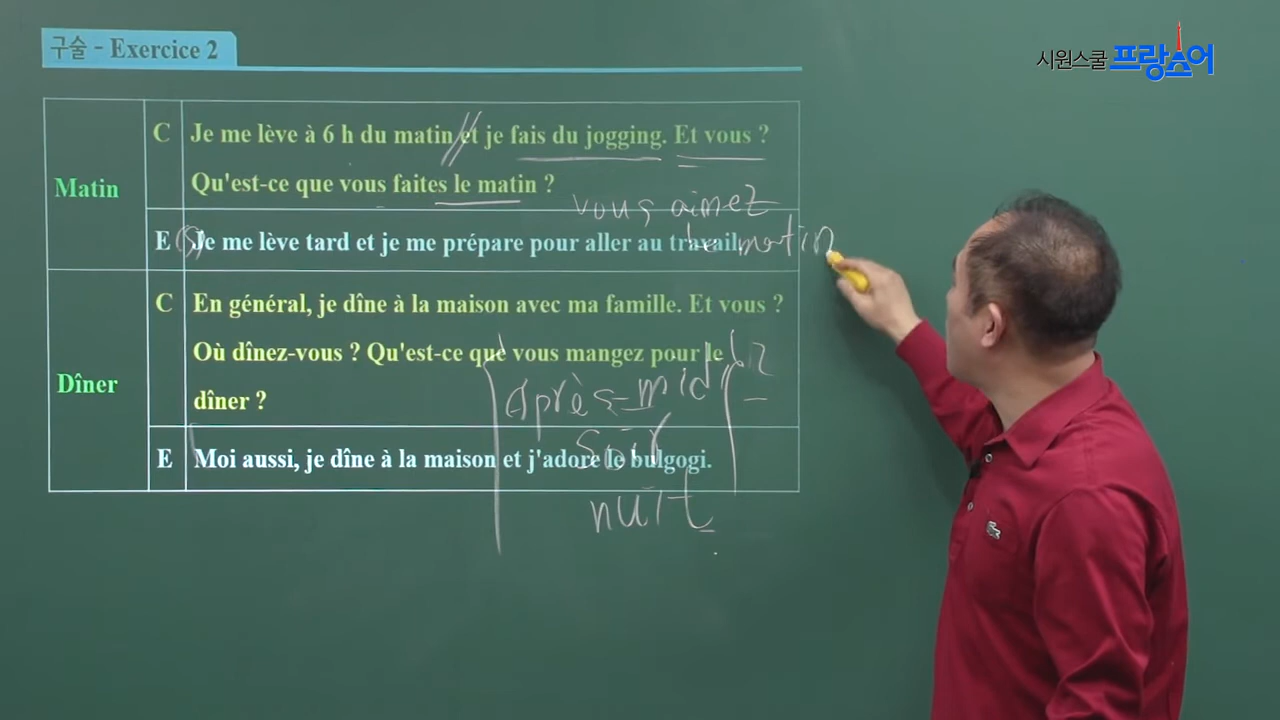 구술 - Exercice 2
시원스쿨 프랑스어
Matin
C
Je me lève à 6 h du matin et je fais du jogging. Et vous ?
Qu'est-ce que vous faites le matin ?
vous aimez
le matin
E
Je me lève tard et je me prépare pour aller au travail.
Dîner
C
En général, je dîne à la maison avec ma famille. Et vous ?
Où dînez-vous ? Qu'est-ce que vous mangez pour le
dîner ?
après-midi
soir
nuit
12
E
Moi aussi, je dîne à la maison et j'adore le bulgogi.